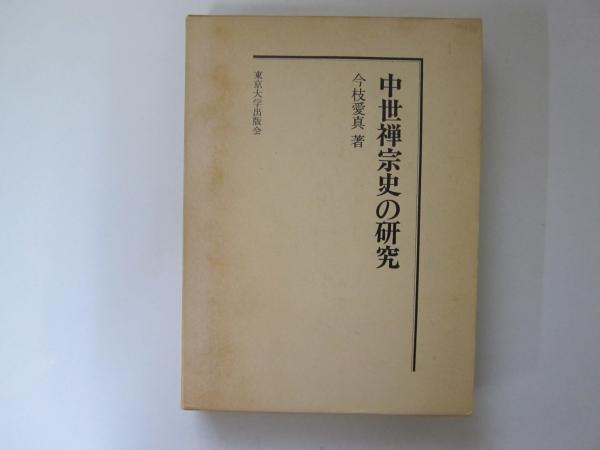 中世禅宗史の研究
今枝愛真 著
東京大学出版会